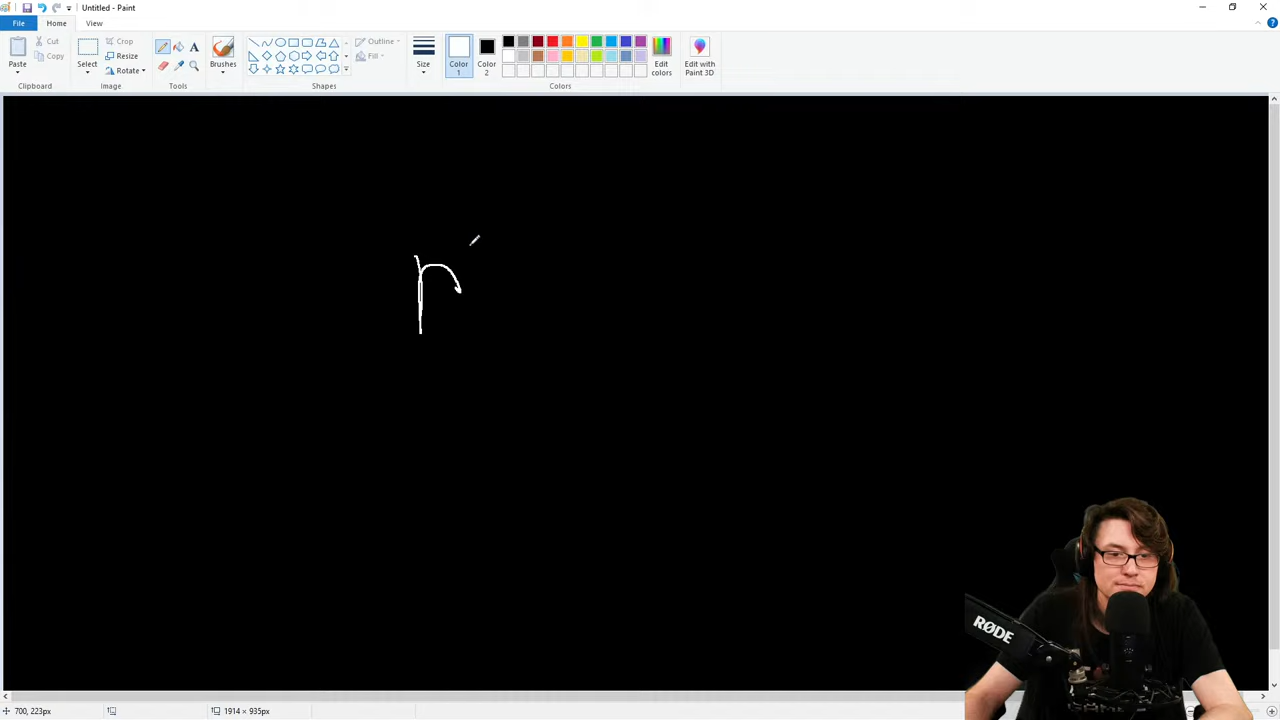 Untitled - Paint
File Home View
Paste
Cut
Copy
Clipboard
Select
Crop
Resize
Rotate
Image
A
Tools
Brushes
Outline
Fill
Shapes
Size
Color 1
Color 2
Colors
Edit colors
Edit with Paint 3D
r
RØDE
700, 223px
1914 × 935px